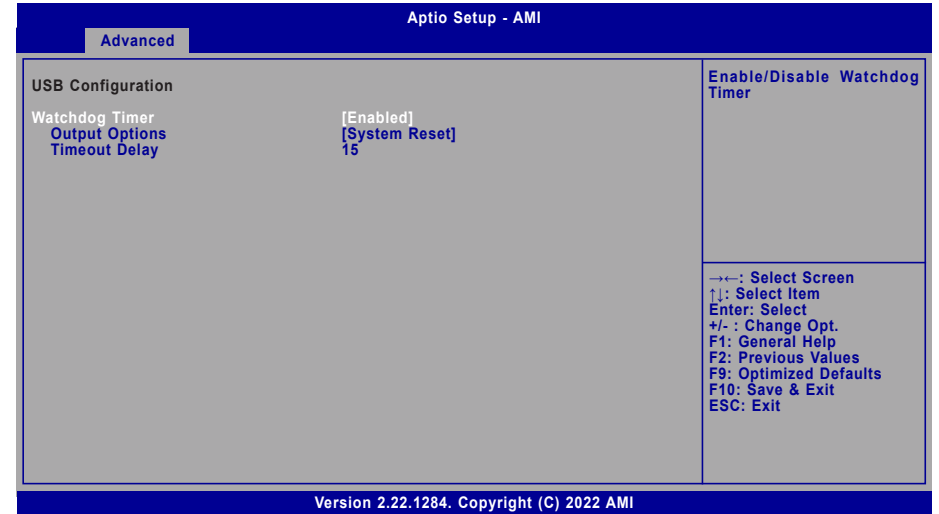 Aptio Setup - AMI
Advanced
USB Configuration
Watchdog Timer [Enabled]
Output Options [System Reset]
Timeout Delay 15
Enable/Disable Watchdog
Timer
→←: Select Screen
↑↓: Select Item
Enter: Select
+/- : Change Opt.
F1: General Help
F2: Previous Values
F9: Optimized Defaults
F10: Save & Exit
ESC: Exit
Version 2.22.1284. Copyright (C) 2022 AMI